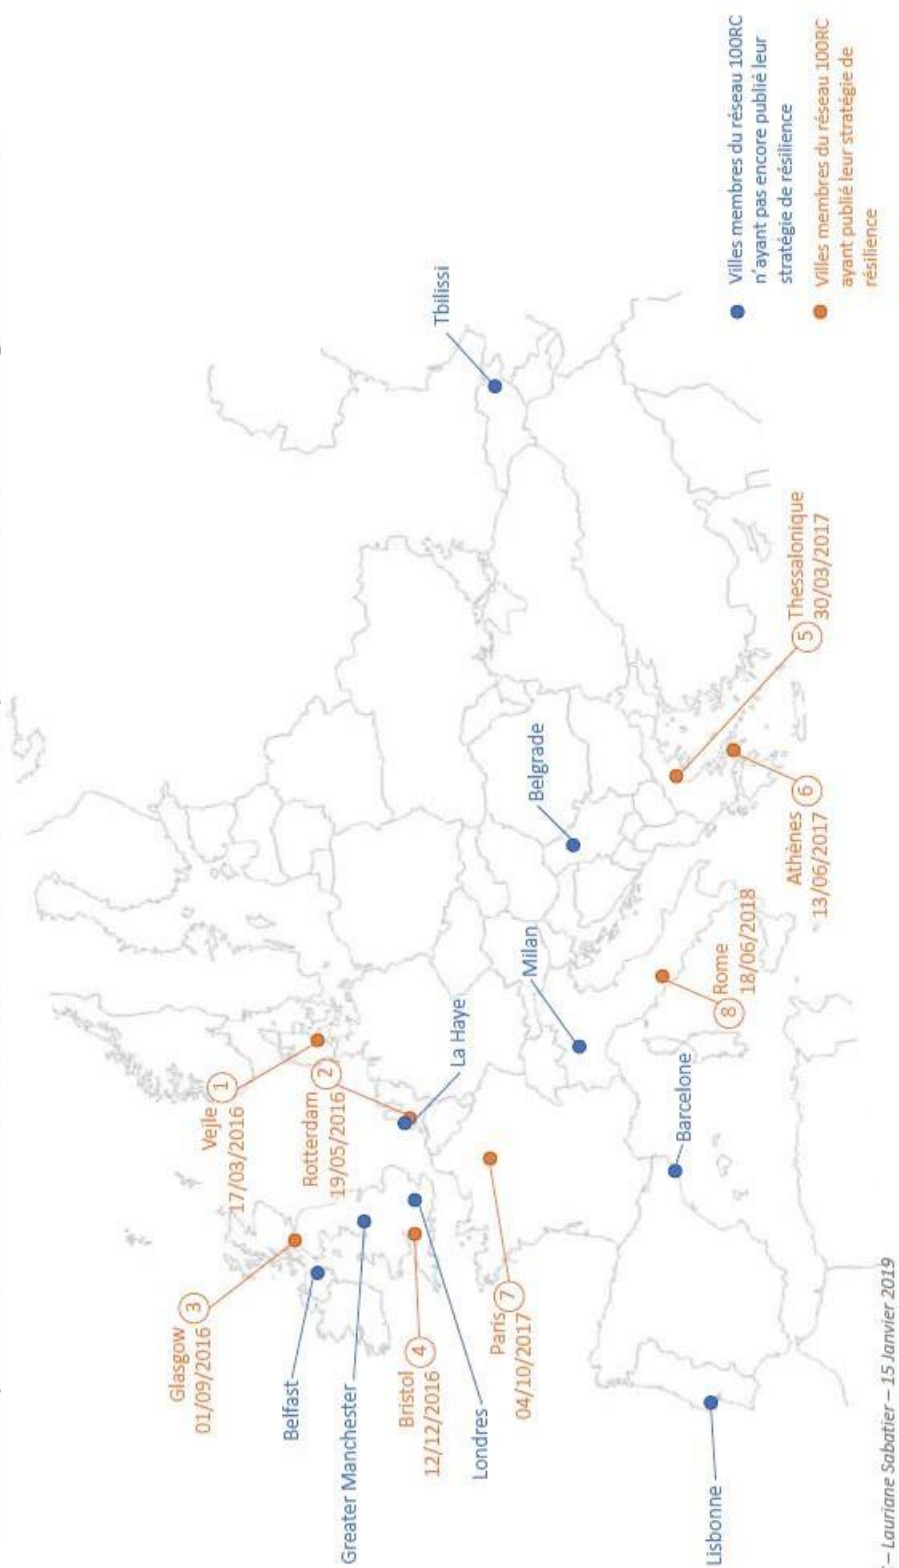 Glasgow 3
01/09/2016
Vejle 1
17/03/2016
Belfast
Rotterdam 2
19/05/2016
Greater Manchester
Bristol 4
12/12/2016
La Haye
Londres
Paris 7
04/10/2017
Milan
Belgrade
Tbilissi
Barcelone
Rome 8
18/06/2018
Lisbonne
Athènes 6
13/06/2017
Thessalonique 5
30/03/2017
Villes membres du réseau 100RC
n'ayant pas encore publié leur
stratégie de résilience
Villes membres du réseau 100RC
ayant publié leur stratégie de
résilience
– Lauriane Sabatier – 15 Janvier 2019